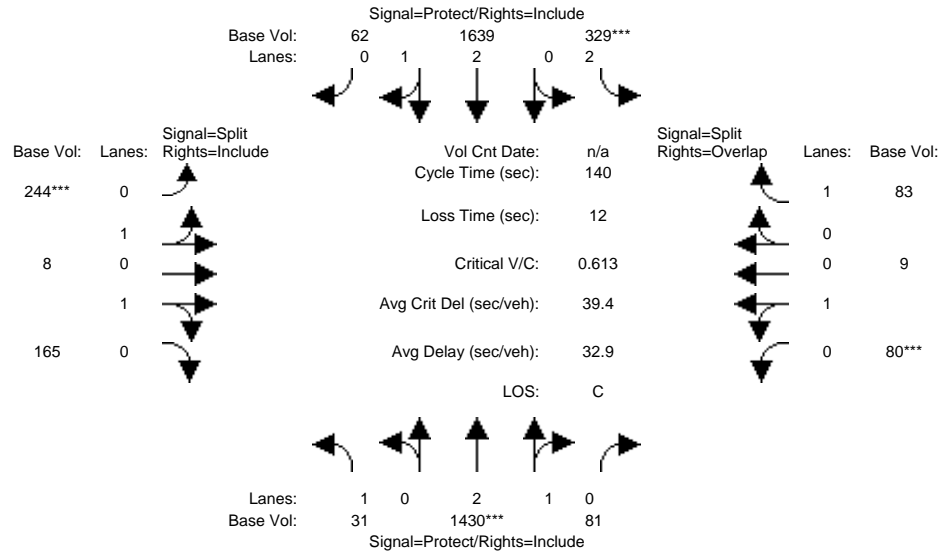 Signal=Protect/Rights=Include
Base Vol: 62 1639 329***
Lanes: 0 1 2 0 2
Signal=Split
Base Vol: Lanes: Rights=Include
Vol Cnt Date: n/a
Signal=Split
Rights=Overlap Lanes: Base Vol:
Cycle Time (sec): 140
244*** 0
1 83
Loss Time (sec): 12
1
0
8 0
Critical V/C: 0.613
0 9
1
Avg Crit Del (sec/veh): 39.4
1
165 0
Avg Delay (sec/veh): 32.9
0 80***
LOS: C
Lanes: 1 0 2 1 0
Base Vol: 31 1430*** 81
Signal=Protect/Rights=Include